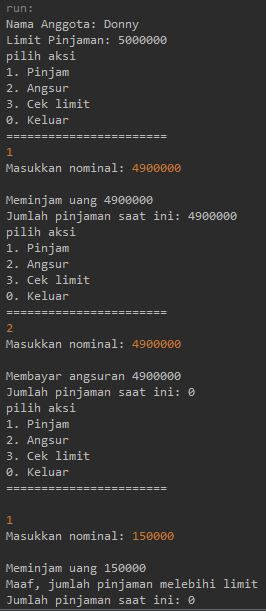 run:
Nama Anggota: Donny
Limit Pinjaman: 5000000
pilih aksi
1. Pinjam
2. Angsur
3. Cek limit
0. Keluar
=======================
1
Masukkan nominal: 4900000
Meminjam uang 4900000
Jumlah pinjaman saat ini: 4900000
pilih aksi
1. Pinjam
2. Angsur
3. Cek limit
0. Keluar
=======================
2
Masukkan nominal: 4900000
Membayar angsuran 4900000
Jumlah pinjaman saat ini: 0
pilih aksi
1. Pinjam
2. Angsur
3. Cek limit
0. Keluar
=======================
1
Masukkan nominal: 150000
Meminjam uang 150000
Maaf, jumlah pinjaman melebihi limit
Jumlah pinjaman saat ini: 0